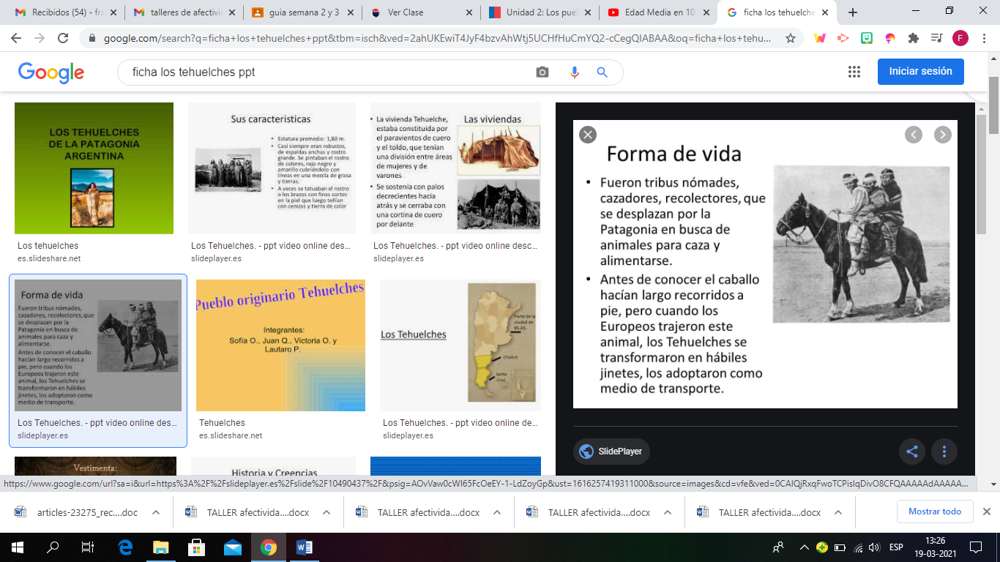 Recibidos (54) - fra
talleres de afectivid
guia semana 2 y 3
Ver Clase
Unidad 2: Los pue
Edad Media en 10
ficha los tehuelche
google.com/search?q=ficha+los+tehuelches+ppt&tbm=isch&ved=2ahUKEwiT4JyF4bzvAhWtj5UCHfHuCmYQ2-cCegQIABAA&oq=ficha+los+tehu...
F
Google
ficha los tehuelches ppt
Iniciar sesión
LOS TEHUELCHES
DE LA PATAGONIA
ARGENTINA
Los tehuelches
es.slideshare.net
Sus caracteristicas
• Estatura promedio: 1,80 m.
• Casi siempre eran robustos,
de espaldas anchas y rostro
grande. Se pintaban el rostro
de colores, rojo negro y
amarillo cubriéndolo con
líneas en una mezcla de grasa
y tierras.
• A veces se tatuaban el rostro
o los brazos con finos cortes
en la piel que luego teñían
con cenizas y tierra de color
Los Tehuelches. - ppt video online des...
slideplayer.es
Las viviendas
• La vivienda Tehuelche,
estaba constituida por
el paravientos de cuero
y el toldo, que tenían
una división entre áreas
de mujeres y de
varones
• Se sostenía con palos
decrecientes hacia
atrás y se cerraba con
una cortina de cuero
por delante
Los Tehuelches. - ppt video online desc...
slideplayer.es
Forma de vida
Fueron tribus nómades,
cazadores, recolectores, que
se desplazan por la
Patagonia en busca de
animales para caza y
alimentarse.
Antes de conocer el caballo
hacían largo recorridos a
pie, pero cuando los
Europeos trajeron este
animal, los Tehuelches se
transformaron en hábiles
jinetes, los adoptaron como
medio de transporte.
Los Tehuelches. - ppt video online des...
slideplayer.es
Pueblo originario Tehuelches
Integrantes:
Sofía O., Juan Q., Victoria O. y
Lautaro P.
Tehuelches
es.slideshare.net
Los Tehuelches
Parte de la
ciudad de
BS.AS.
Chubut
Santa
Cruz
Los Tehuelches. - ppt video online de...
slideplayer.es
Vestimenta:
Historia y Creencias
Forma de vida
• Fueron tribus nómades,
cazadores, recolectores, que
se desplazan por la
Patagonia en busca de
animales para caza y
alimentarse.
• Antes de conocer el caballo
hacían largo recorridos a
pie, pero cuando los
Europeos trajeron este
animal, los Tehuelches se
transformaron en hábiles
jinetes, los adoptaron como
medio de transporte.
SlidePlayer
https://www.google.com/url?sa=i&url=https%3A%2F%2Fslideplayer.es%2Fslide%2F10490437%2F&psig=AOvVaw0cWl65FcOeEY-1-LdZoyGp&ust=1616257419311000&source=images&cd=vfe&ved=0CAIQjRxqFwoTCPislqDivO8CFQAAAAAdAAAAA...
articles-23275_rec....doc
TALLER afectivida....docx
TALLER afectivida....docx
TALLER afectivida....docx
TALLER afectivida....docx
Mostrar todo
ESP
13:26
19-03-2021